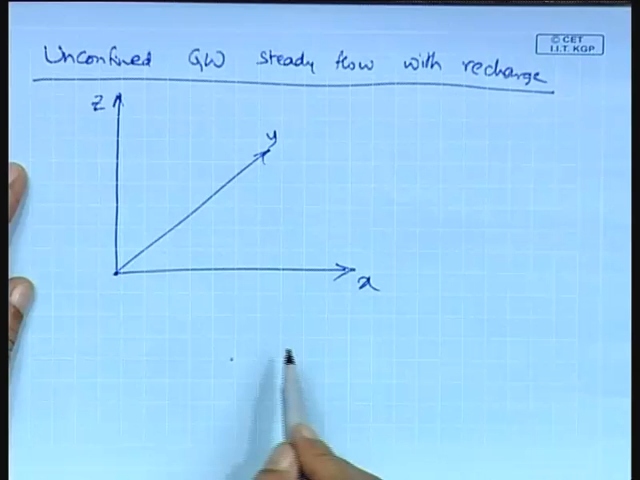 © CET
I.I.T. KGP
Unconfined GW steady flow with recharge
z
y
x